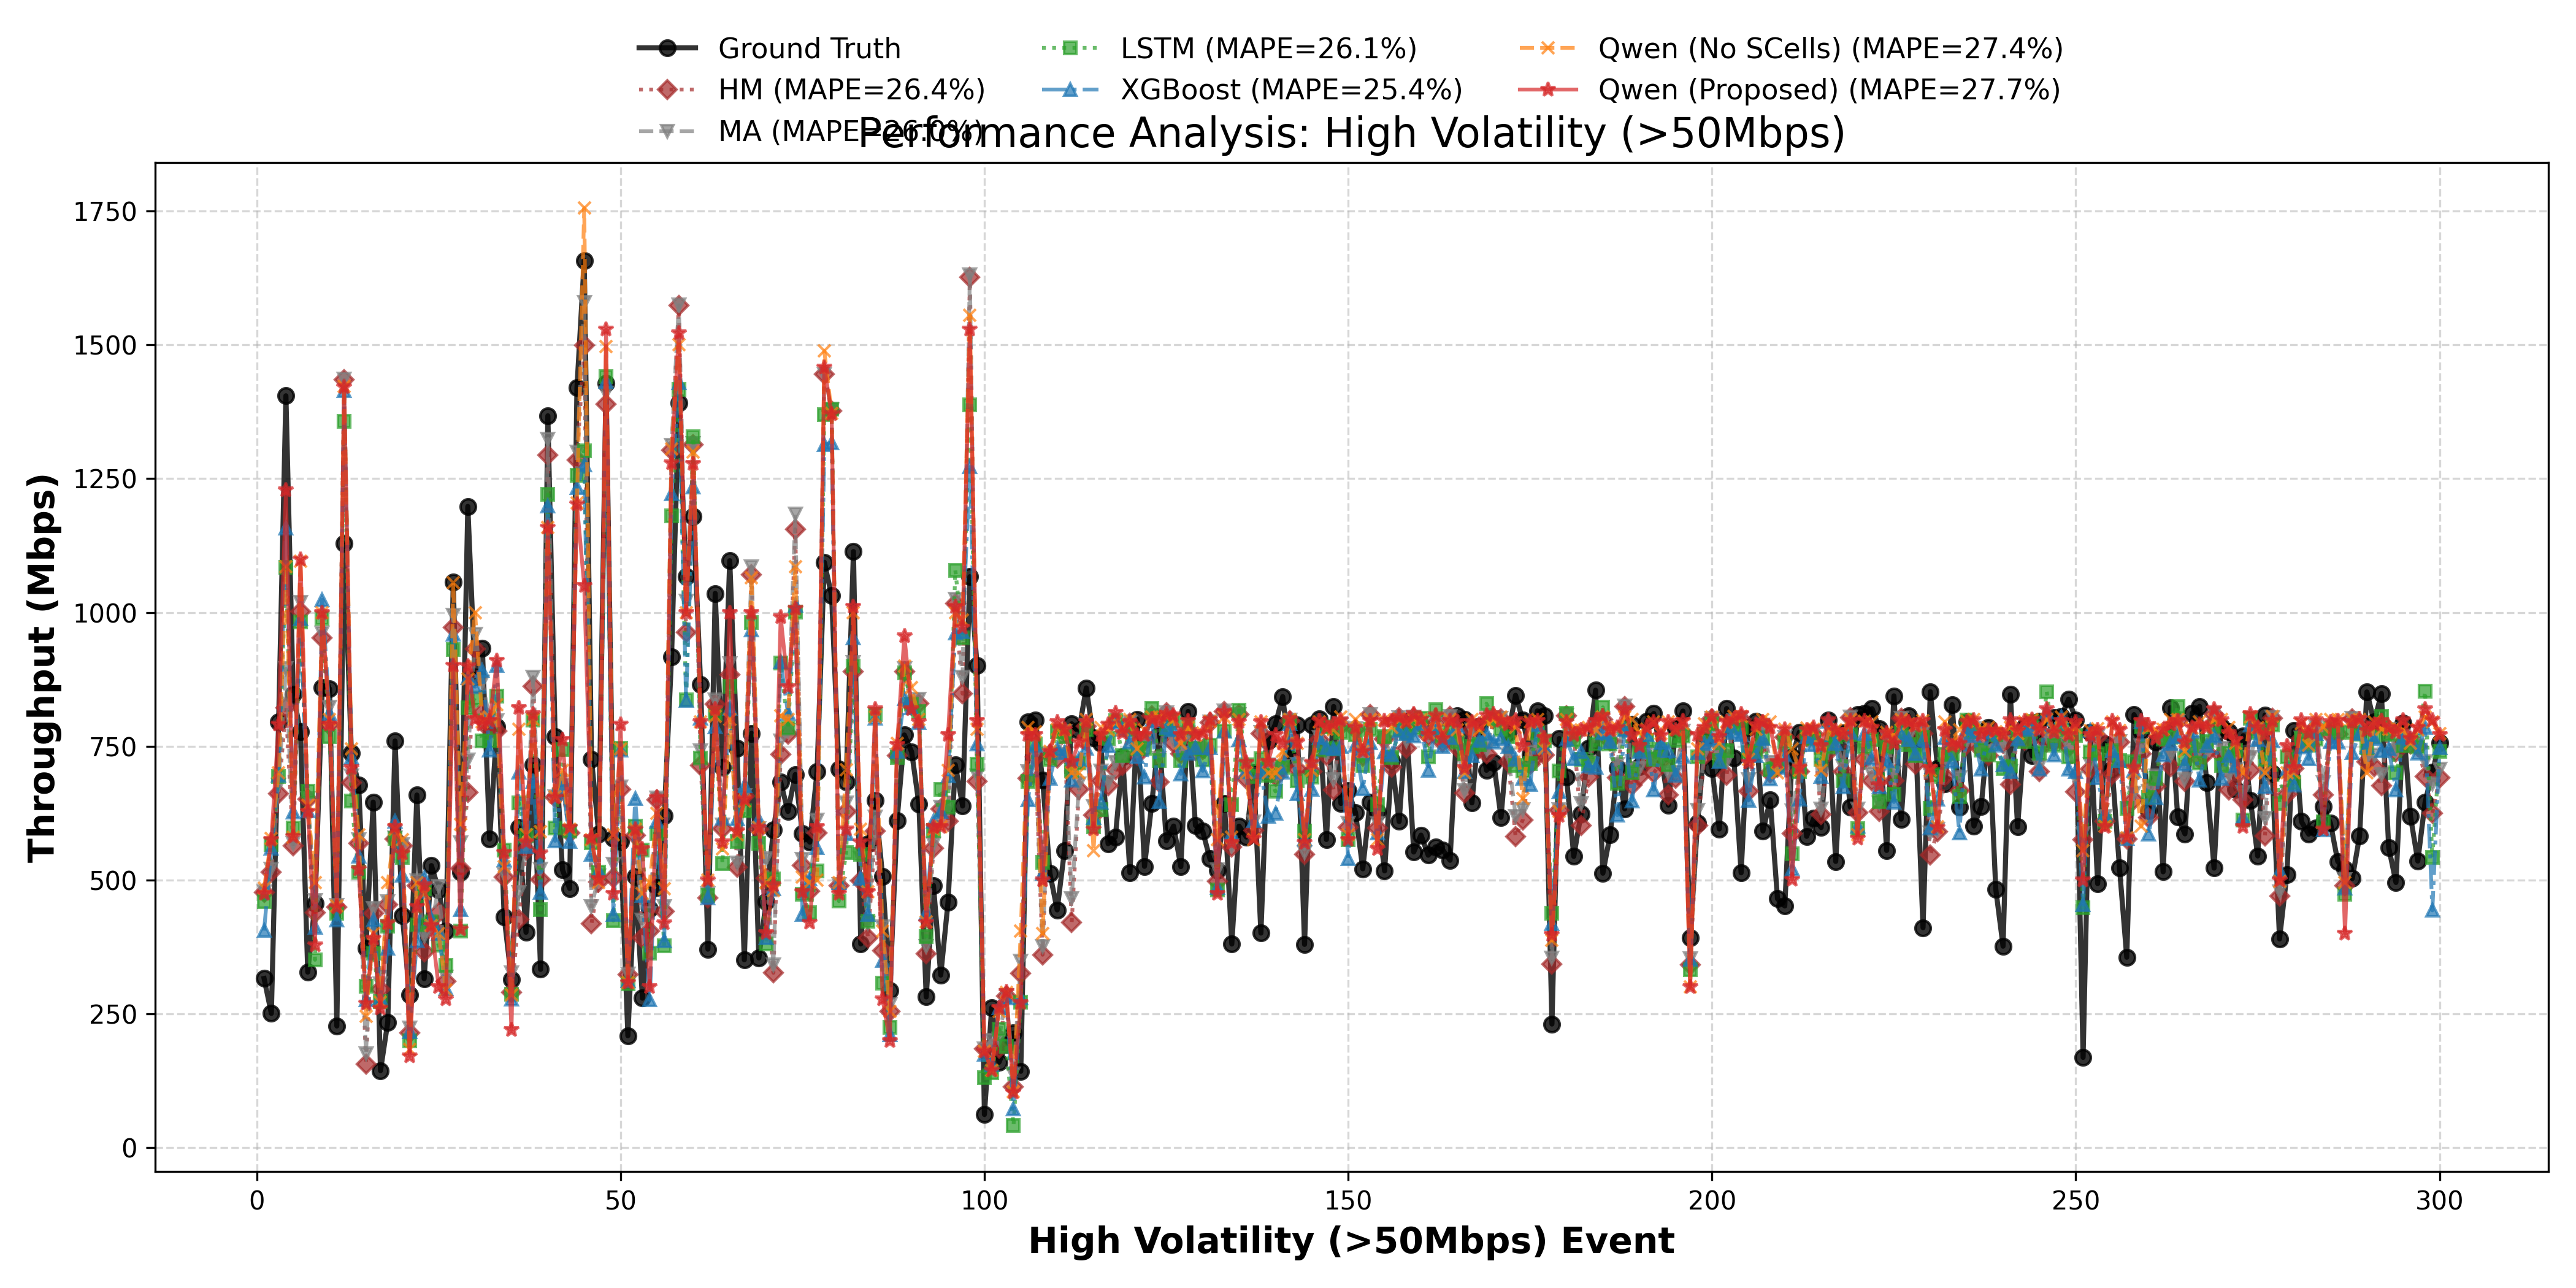 Ground Truth
HM (MAPE=26.4%)
MA (MAPE=26.0%)
LSTM (MAPE=26.1%)
XGBoost (MAPE=25.4%)
Qwen (No SCells) (MAPE=27.4%)
Qwen (Proposed) (MAPE=27.7%)
Performance Analysis: High Volatility (>50Mbps)
Throughput (Mbps)
1750
1500
1250
1000
750
500
250
0
0 50 100 150 200 250 300
High Volatility (>50Mbps) Event